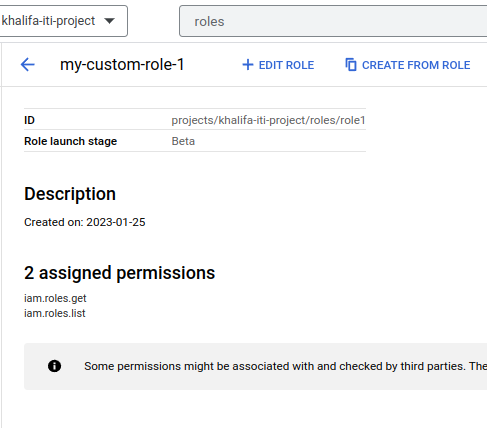 khalifa-iti-project
roles
my-custom-role-1
EDIT ROLE
CREATE FROM ROLE
ID projects/khalifa-iti-project/roles/role1
Role launch stage Beta
Description
Created on: 2023-01-25
2 assigned permissions
iam.roles.get
iam.roles.list
Some permissions might be associated with and checked by third parties. The